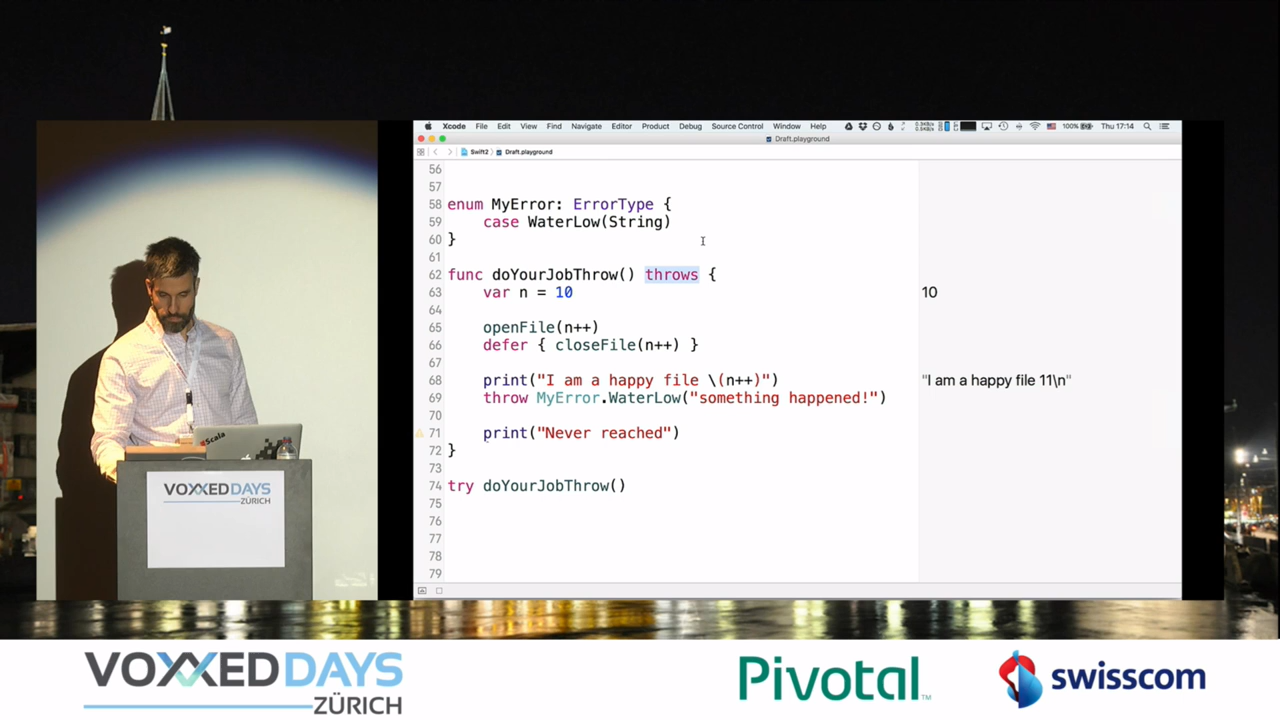 Xcode File Edit View Find Navigate Editor Product Debug Source Control Window Help 100% Thu 17:14
Draft.playground
Swift2 Draft.playground
56
57
58 enum MyError: ErrorType {
59 case WaterLow(String)
60 }
61
62 func doYourJobThrow() throws {
63 var n = 10 10
64
65 openFile(n++)
66 defer { closeFile(n++) }
67
68 print("I am a happy file \(n++)") "I am a happy file 11\n"
69 throw MyError.WaterLow("something happened!")
70
71 print("Never reached")
72 }
73
74 try doYourJobThrow()
75
76
77
78
79
Scala
VOXXED DAYS
ZÜRICH
VOXXED DAYS
ZÜRICH
Pivotal™
swisscom